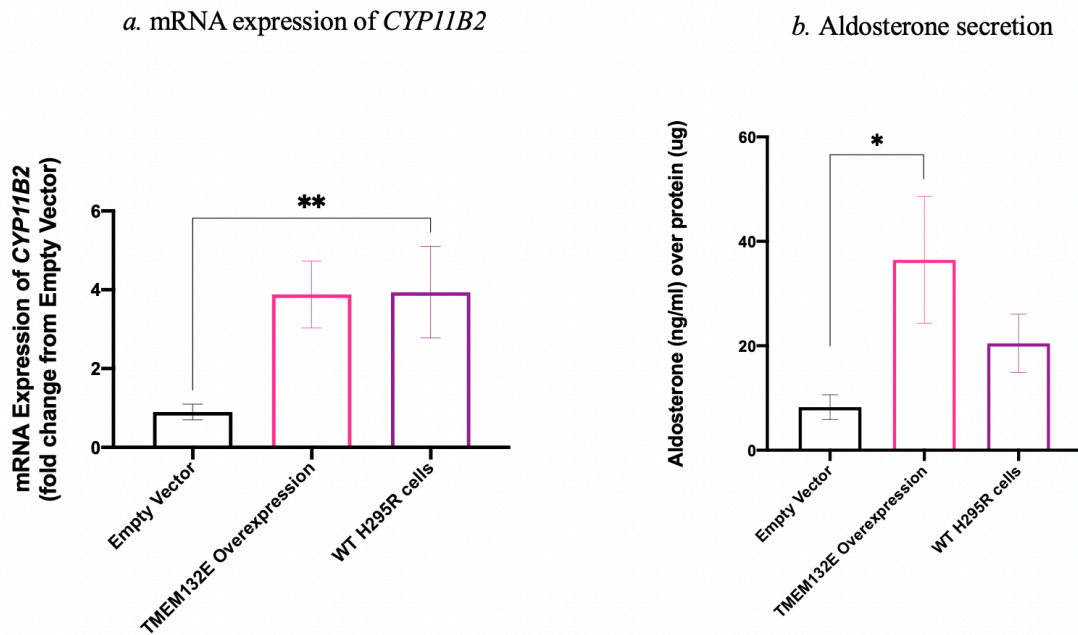 a. mRNA expression of CYP11B2
b. Aldosterone secretion
mRNA Expression of CYP11B2
(fold change from Empty Vector)
6
4
2
0
**
Empty Vector
TMEM132E Overexpression
WT H295R cells
Aldosterone (ng/ml) over protein (ug)
60
40
20
0
*
Empty Vector
TMEM132E Overexpression
WT H295R cells